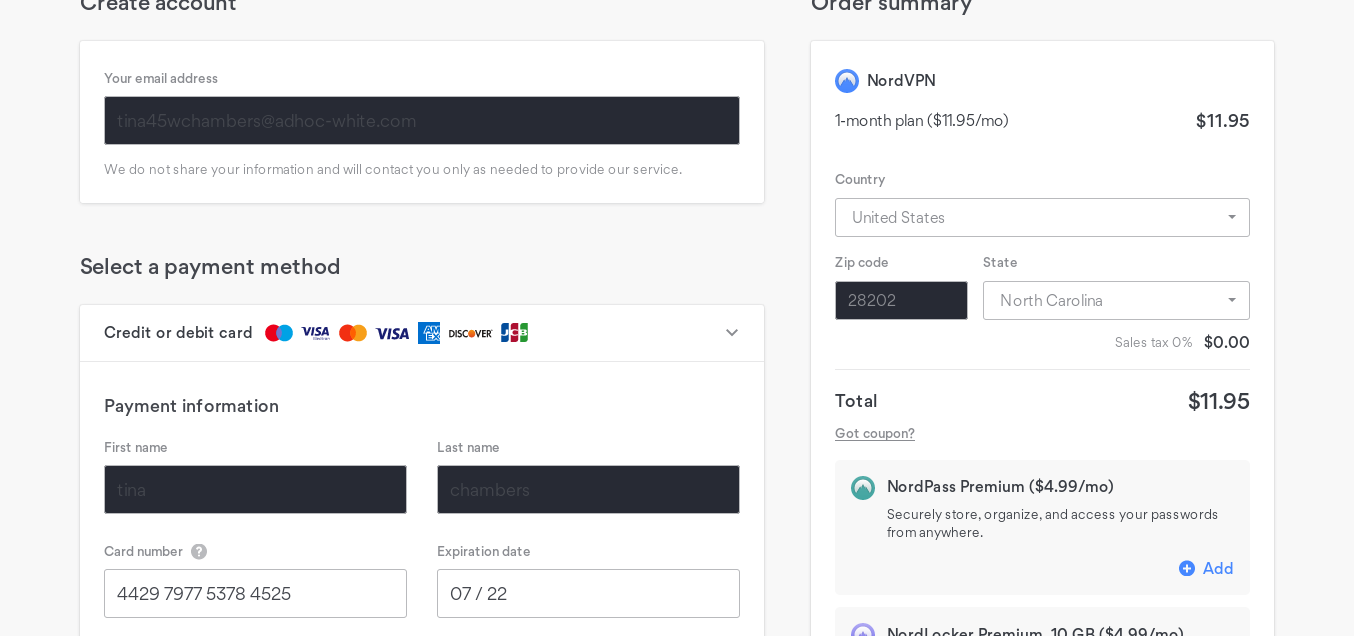 Create account
Your email address
tina45wchambers@adhoc-white.com
We do not share your information and will contact you only as needed to provide our service.
Select a payment method
Credit or debit card
VISA
VISA
AM
EX
DISCOVER
JCB
Payment information
First name
Last name
tina
chambers
Card number ?
Expiration date
4429 7977 5378 4525
07 / 22
Order summary
NordVPN
1-month plan ($11.95/mo) $11.95
Country
United States
Zip code
State
28202
North Carolina
Sales tax 0% $0.00
Total $11.95
Got coupon?
NordPass Premium ($4.99/mo)
Securely store, organize, and access your passwords
from anywhere.
Add
NordLocker Premium, 10 GB ($4.99/mo)